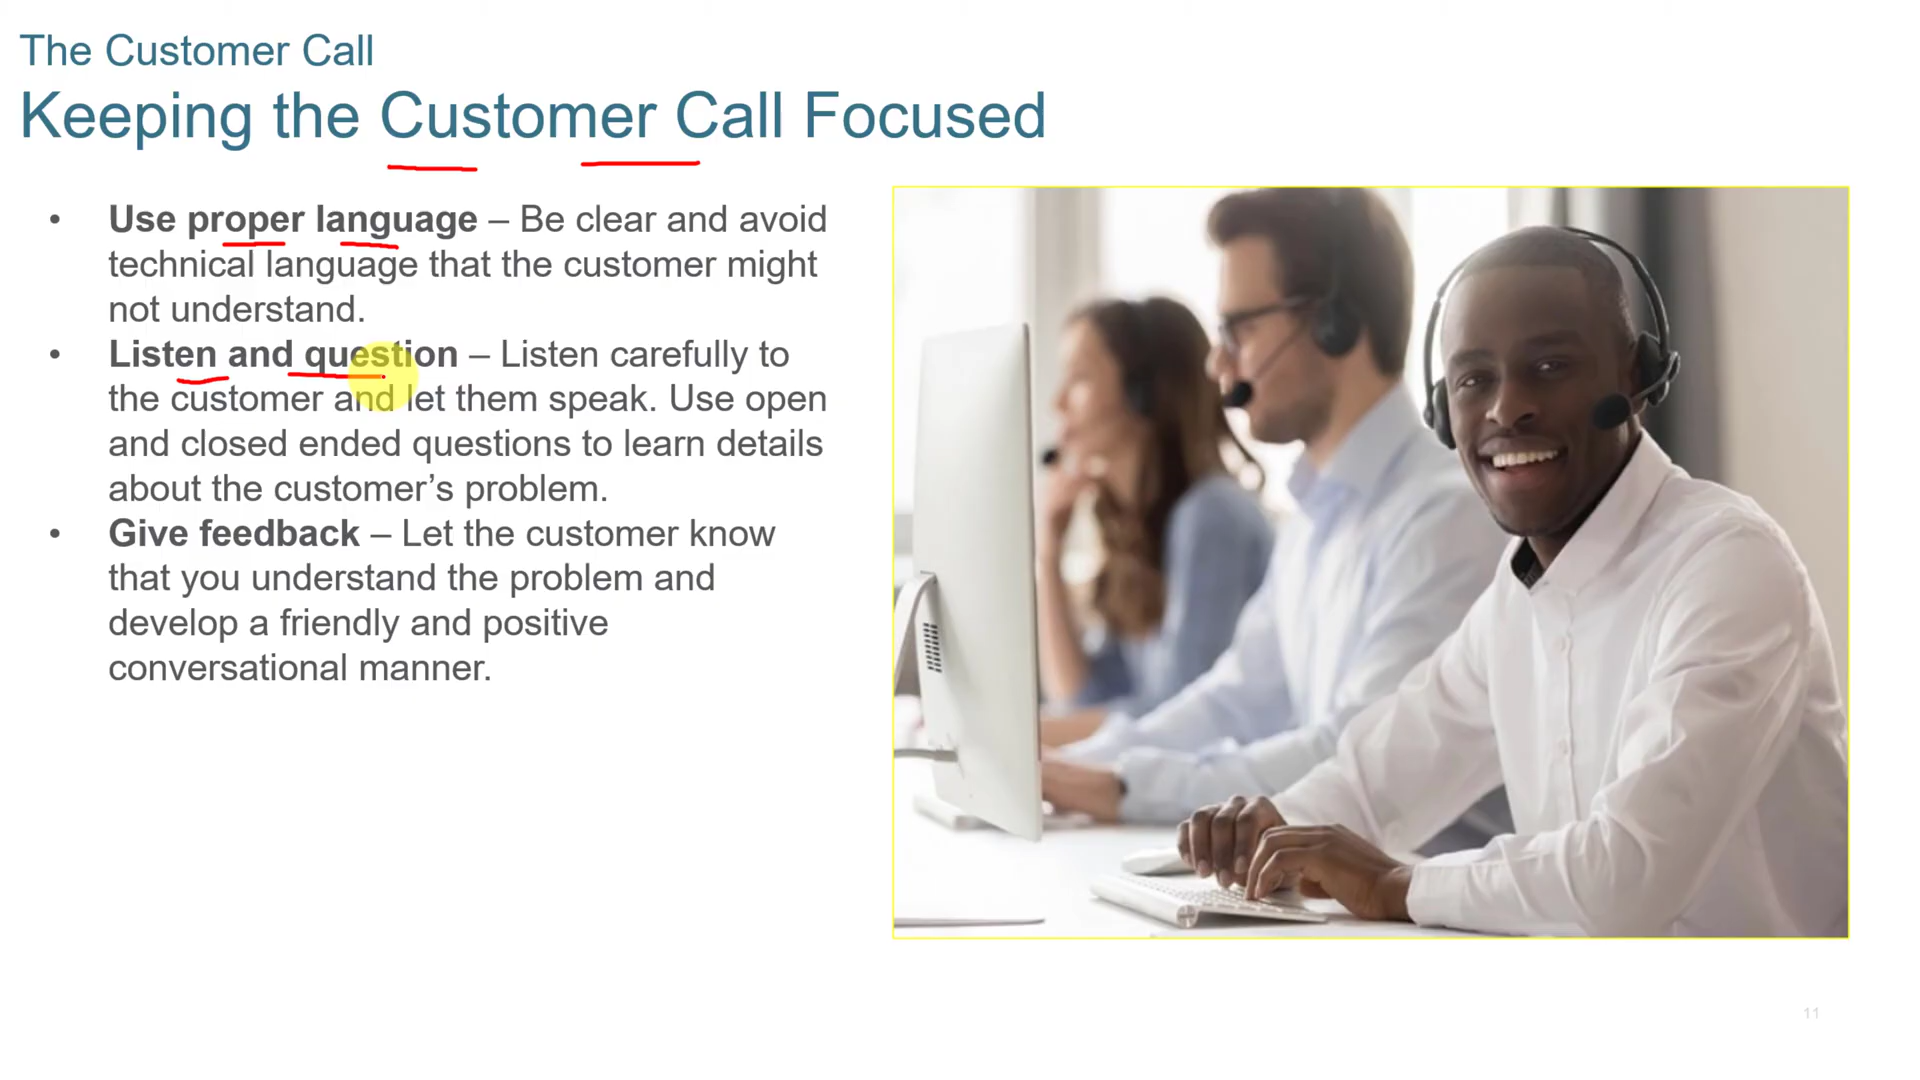 The Customer Call
Keeping the Customer Call Focused
• Use proper language – Be clear and avoid
technical language that the customer might
not understand.
• Listen and question – Listen carefully to
the customer and let them speak. Use open
and closed ended questions to learn details
about the customer’s problem.
• Give feedback – Let the customer know
that you understand the problem and
develop a friendly and positive
conversational manner.
11